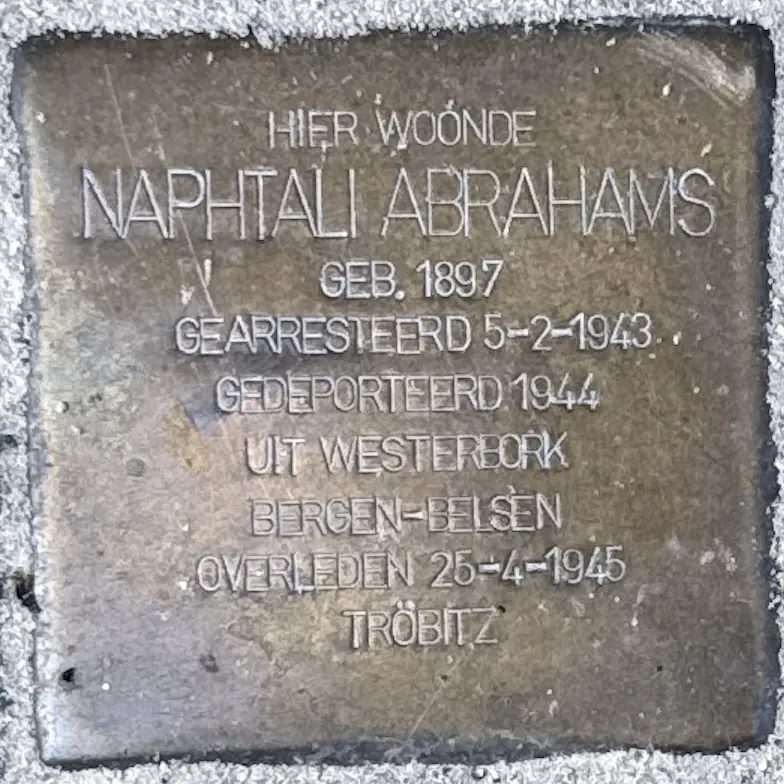 HIER WOONDE
NAPHTALI ABRAHAMS
GEB. 1897
GEARRESTEERD 5-2-1943
GEDEPORTEERD 1944
UIT WESTERBORK
BERGEN-BELSEN
OVERLEDEN 25-4-1945
TRÖBITZ